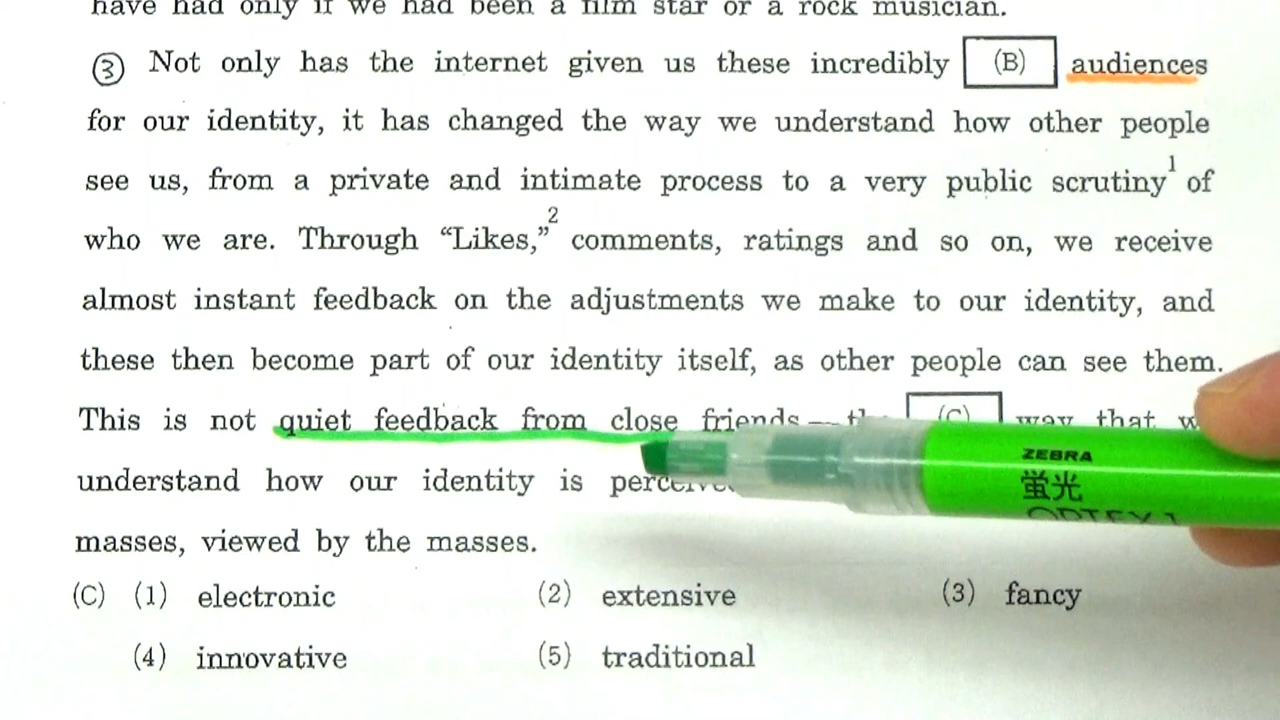 have had only if we had been a film star or a rock musician.
③ Not only has the internet given us these incredibly (B) audiences
for our identity, it has changed the way we understand how other people
see us, from a private and intimate process to a very public scrutiny¹ of
who we are. Through “Likes,”² comments, ratings and so on, we receive
almost instant feedback on the adjustments we make to our identity, and
these then become part of our identity itself, as other people can see them.
This is not quiet feedback from close friends — (C) way that
understand how our identity is
masses, viewed by the masses.
(C) (1) electronic (2) extensive (3) fancy
(4) innovative (5) traditional
ZEBRA
蛍光